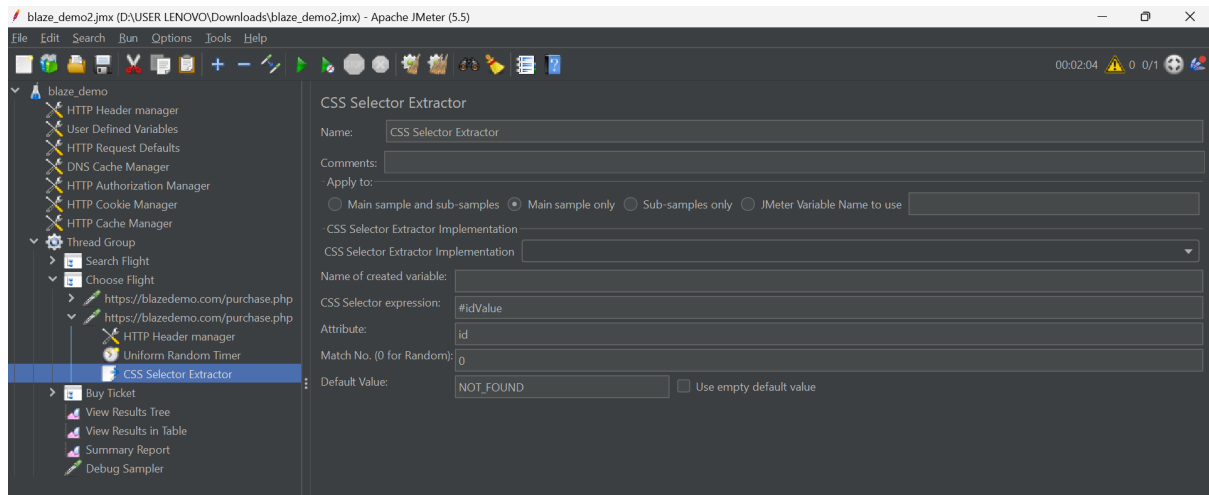 blaze_demo2.jmx (D:\USER LENOVO\Downloads\blaze_demo2.jmx) - Apache JMeter (5.5)
File Edit Search Run Options Tools Help
00:02:04 0 0/1
blaze_demo
HTTP Header manager
User Defined Variables
HTTP Request Defaults
DNS Cache Manager
HTTP Authorization Manager
HTTP Cookie Manager
HTTP Cache Manager
Thread Group
Search Flight
Choose Flight
https://blazedemo.com/purchase.php
https://blazedemo.com/purchase.php
HTTP Header manager
Uniform Random Timer
CSS Selector Extractor
Buy Ticket
View Results Tree
View Results in Table
Summary Report
Debug Sampler
CSS Selector Extractor
Name: CSS Selector Extractor
Comments:
Apply to:
Main sample and sub-samples Main sample only Sub-samples only JMeter Variable Name to use
CSS Selector Extractor Implementation
CSS Selector Extractor Implementation
Name of created variable:
CSS Selector expression: #idValue
Attribute: id
Match No. (0 for Random): 0
Default Value: NOT_FOUND Use empty default value